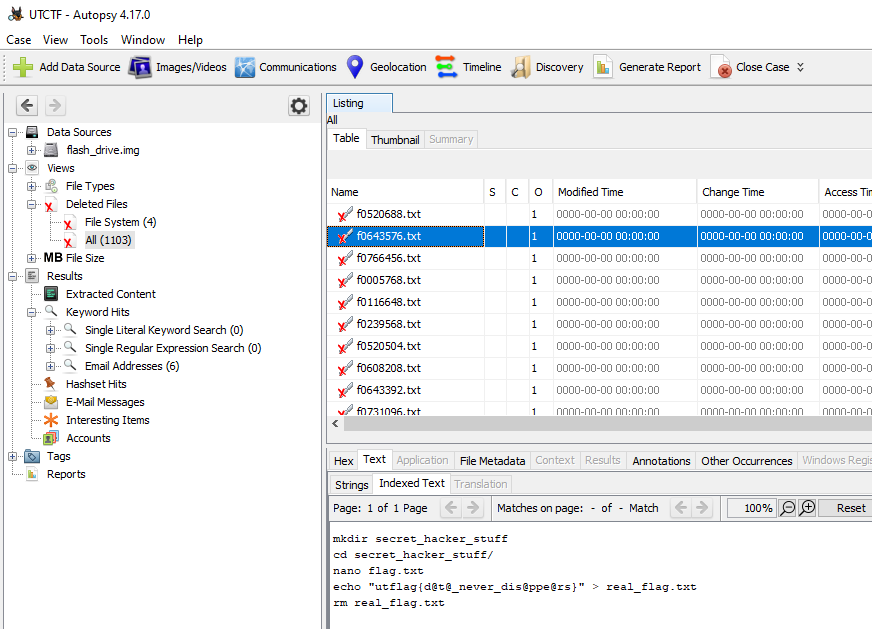 UTCTF - Autopsy 4.17.0
Case View Tools Window Help
Add Data Source Images/Videos Communications Geolocation Timeline Discovery Generate Report Close Case
Data Sources
flash_drive.img
Views
File Types
Deleted Files
File System (4)
All (1103)
MB File Size
Results
Extracted Content
Keyword Hits
Single Literal Keyword Search (0)
Single Regular Expression Search (0)
Email Addresses (6)
Hashset Hits
E-Mail Messages
Interesting Items
Accounts
Tags
Reports
Listing
All
Table Thumbnail Summary
Name S C O Modified Time Change Time Access Tim
f0520688.txt 1 0000-00-00 00:00:00 0000-00-00 00:00:00 0000-00-00
f0643576.txt 1 0000-00-00 00:00:00 0000-00-00 00:00:00 0000-00-00
f0766456.txt 1 0000-00-00 00:00:00 0000-00-00 00:00:00 0000-00-00
f0005768.txt 1 0000-00-00 00:00:00 0000-00-00 00:00:00 0000-00-00
f0116648.txt 1 0000-00-00 00:00:00 0000-00-00 00:00:00 0000-00-00
f0239568.txt 1 0000-00-00 00:00:00 0000-00-00 00:00:00 0000-00-00
f0520504.txt 1 0000-00-00 00:00:00 0000-00-00 00:00:00 0000-00-00
f0608208.txt 1 0000-00-00 00:00:00 0000-00-00 00:00:00 0000-00-00
f0643392.txt 1 0000-00-00 00:00:00 0000-00-00 00:00:00 0000-00-00
f0731096.txt 1 0000-00-00 00:00:00 0000-00-00 00:00:00 0000-00-00
Hex Text Application File Metadata Context Results Annotations Other Occurrences Windows Regis
Strings Indexed Text Translation
Page: 1 of 1 Page Matches on page: - of - Match 100% Reset
mkdir secret_hacker_stuff
cd secret_hacker_stuff/
nano flag.txt
echo "utflag{d@t@_never_dis@ppe@rs}" > real_flag.txt
rm real_flag.txt